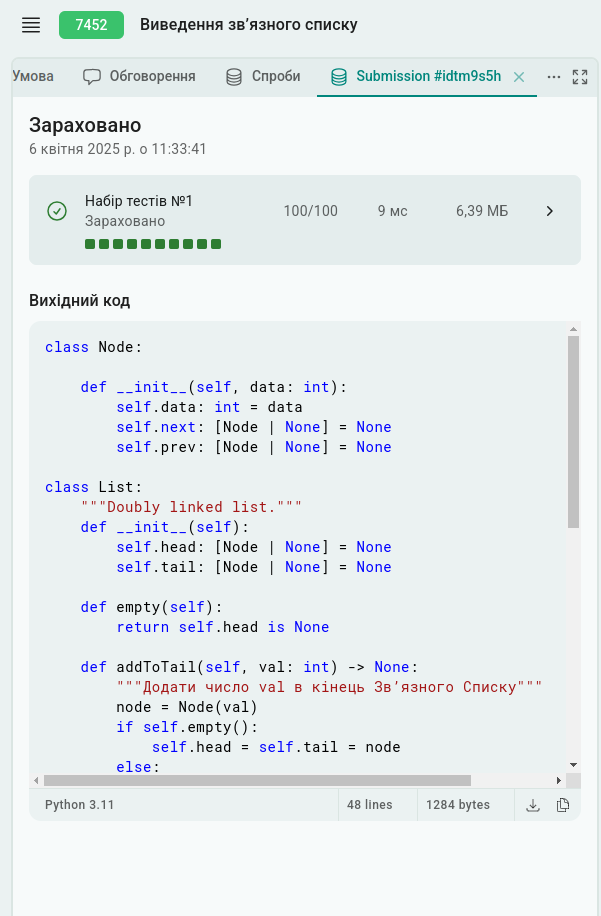 7452 Виведення зв’язного списку
Умова Обговорення Спроби Submission #idtm9s5h
Зараховано
6 квітня 2025 р. о 11:33:41
Набір тестів №1
Зараховано
100/100 9 мс 6,39 МБ
Вихідний код
class Node:
def __init__(self, data: int):
self.data: int = data
self.next: [Node | None] = None
self.prev: [Node | None] = None
class List:
"""Doubly linked list."""
def __init__(self):
self.head: [Node | None] = None
self.tail: [Node | None] = None
def empty(self):
return self.head is None
def addToTail(self, val: int) -> None:
"""Додати число val в кінець Зв’язного Списку"""
node = Node(val)
if self.empty():
self.head = self.tail = node
else:
Python 3.11 48 lines 1284 bytes